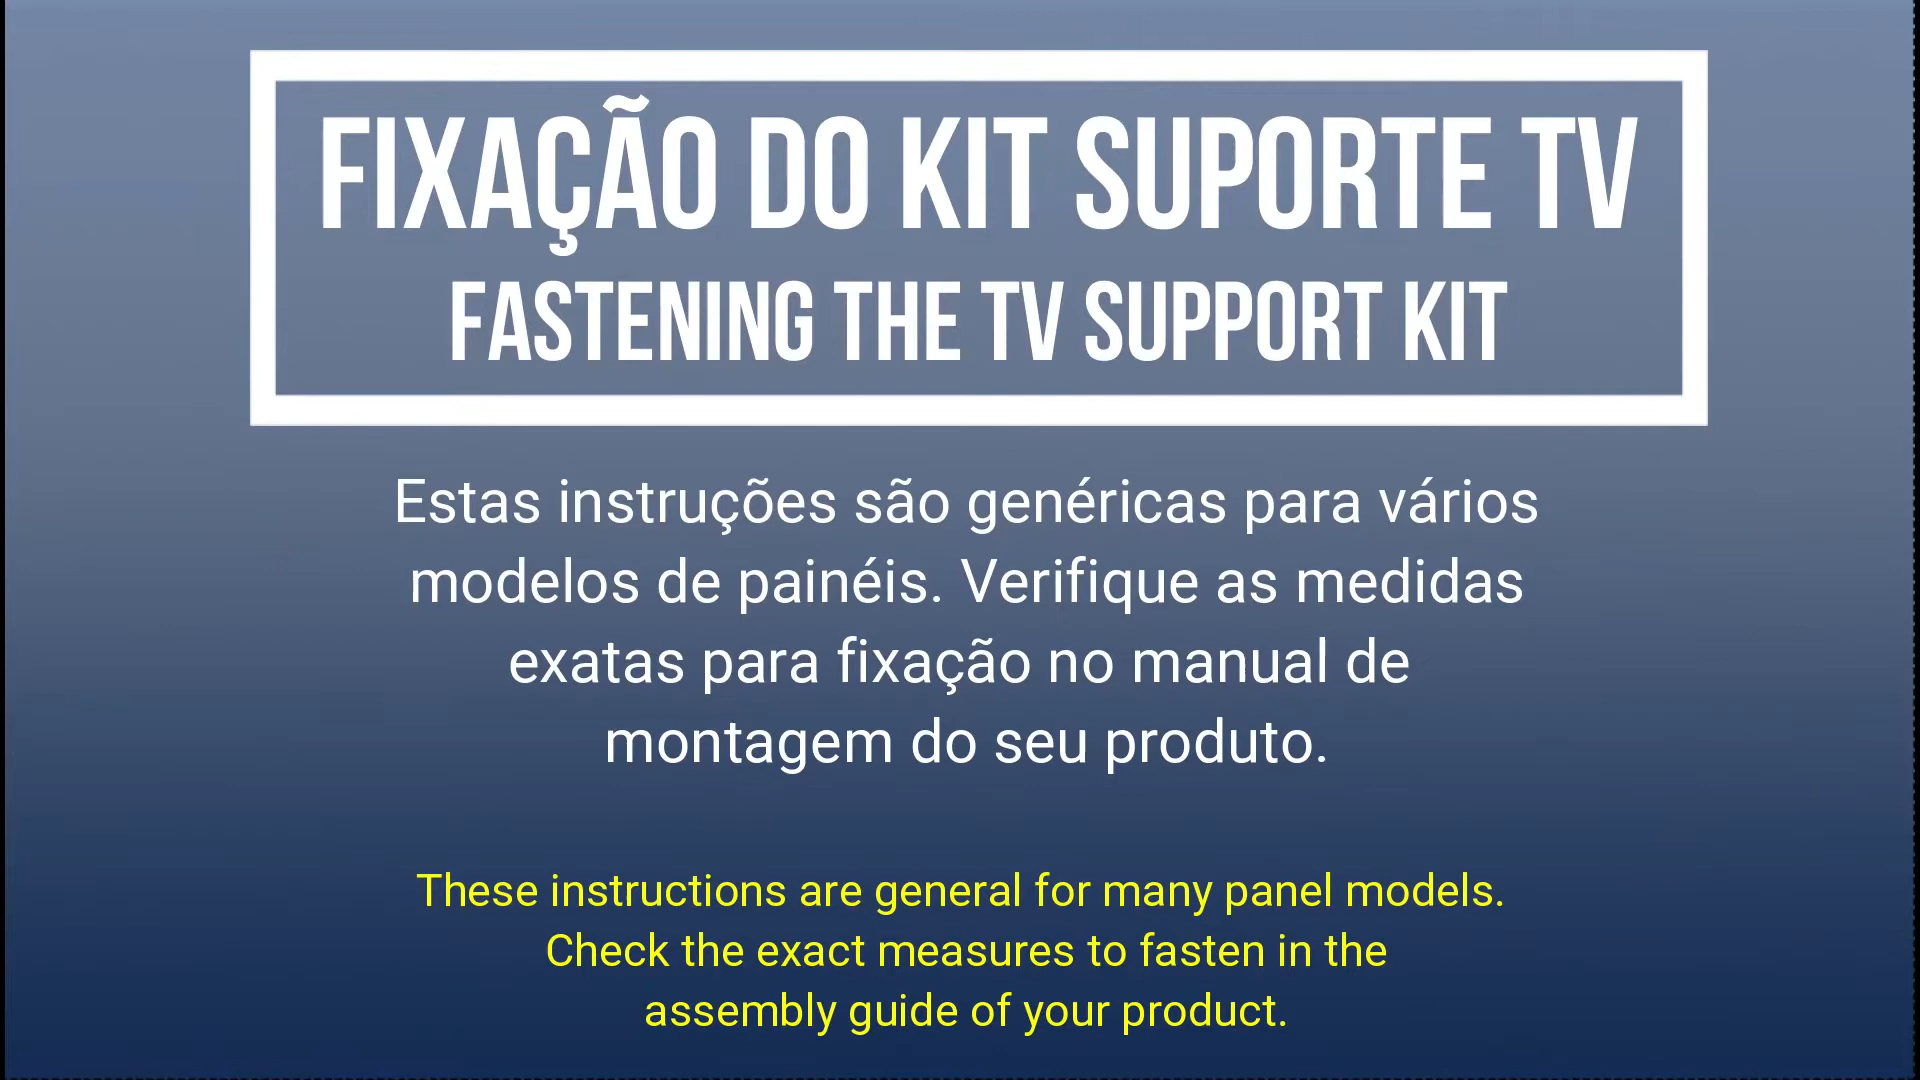 FIXAÇÃO DO KIT SUPORTE TV
FASTENING THE TV SUPPORT KIT
Estas instruções são genéricas para vários
modelos de painéis. Verifique as medidas
exatas para fixação no manual de
montagem do seu produto.
These instructions are general for many panel models.
Check the exact measures to fasten in the
assembly guide of your product.